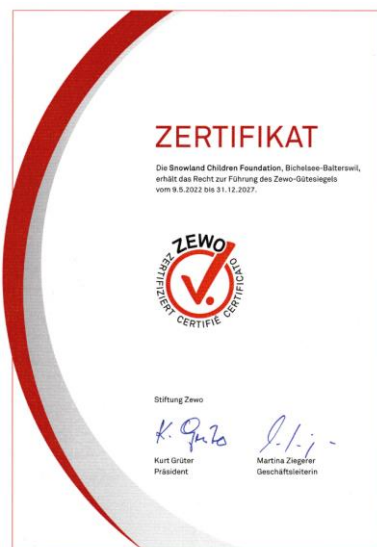 ZERTIFIKAT
Die Snowland Children Foundation, Bichelsee-Balterswil,
erhält das Recht zur Führung des Zewo-Gütesiegels
vom 9.5.2022 bis 31.12.2027.
ZEWO
ZERTIFIZIERT CERTIFIÉ CERTIFICATO
Stiftung Zewo
Kurt Grüter
Präsident
Martina Ziegerer
Geschäftsleiterin